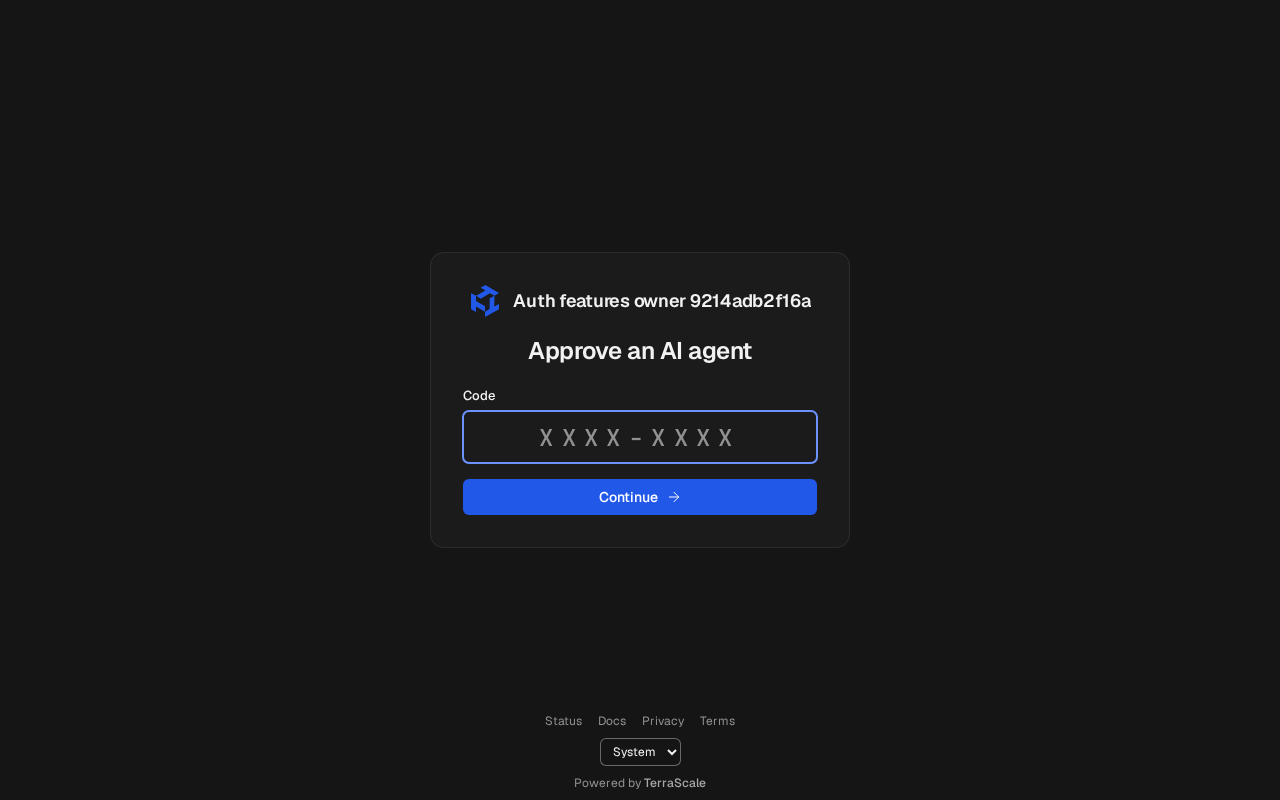 Auth features owner 9214adb2f16a
Approve an AI agent
Code
XXXX-XXXX
Continue
Status Docs Privacy Terms
System
Powered by TerraScale